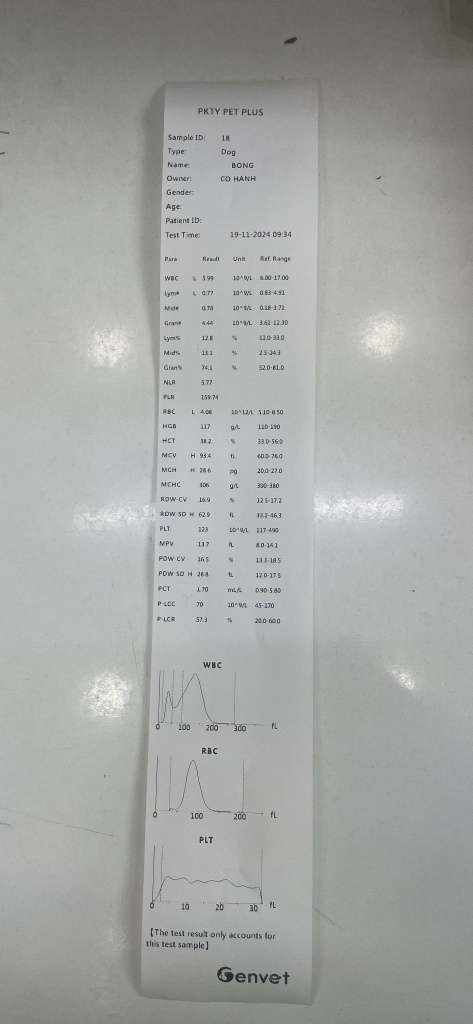 PKTY PET PLUS
Sample ID: 18
Type: Dog
Name: BONG
Owner: CO HANH
Gender:
Age:
Patient ID:
Test Time: 19-11-2024 09:34
Para Result Unit Ref. Range
WBC L 5.99 10^9/L 6.00-17.00
Lym# L 0.77 10^9/L 0.83-4.91
Mid# 0.78 10^9/L 0.18-3.71
Gran# 4.44 10^9/L 3.62-12.30
Lym% 12.8 % 12.0-33.0
Mid% 13.1 % 2.5-24.3
Gran% 74.1 % 52.0-81.0
NLR 5.77
PLR 159.74
RBC L 4.08 10^12/L 5.10-8.50
HGB 117 g/L 110-190
HCT 38.2 % 33.0-56.0
MCV H 93.4 fL 60.0-76.0
MCH H 28.6 pg 20.0-27.0
MCHC 306 g/L 300-380
RDW-CV 16.9 % 12.5-17.2
RDW-SD H 62.9 fL 33.2-46.3
PLT 123 10^9/L 117-490
MPV 13.7 fL 8.0-14.1
PDW-CV 16.5 % 13.3-18.5
PDW-SD H 28.8 fL 12.0-17.5
PCT 1.70 mL/L 0.90-5.80
P-LCC 70 10^9/L 45-170
P-LCR 57.3 % 20.0-60.0
WBC
0 100 200 300 fL
RBC
0 100 200 fL
PLT
0 10 20 30 fL
【The test result only accounts for
this test sample】
Genvet